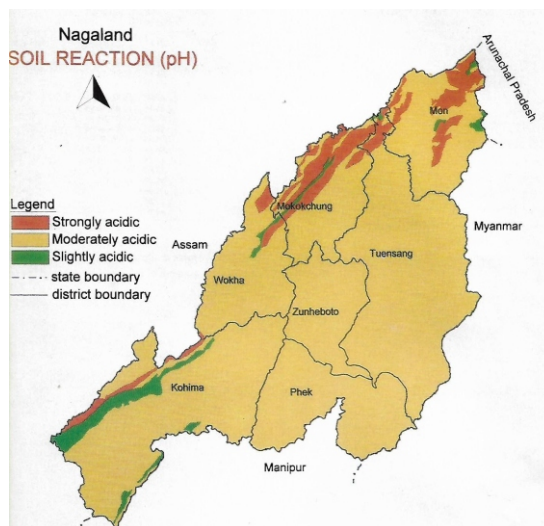 Nagaland
SOIL REACTION (pH)
Arunachal Pradesh
Mon
Legend
Strongly acidic
Moderately acidic
Slightly acidic
state boundary
district boundary
Mokokchung
Assam
Myanmar
Tuensang
Wokha
Zunheboto
Kohima
Phek
Manipur